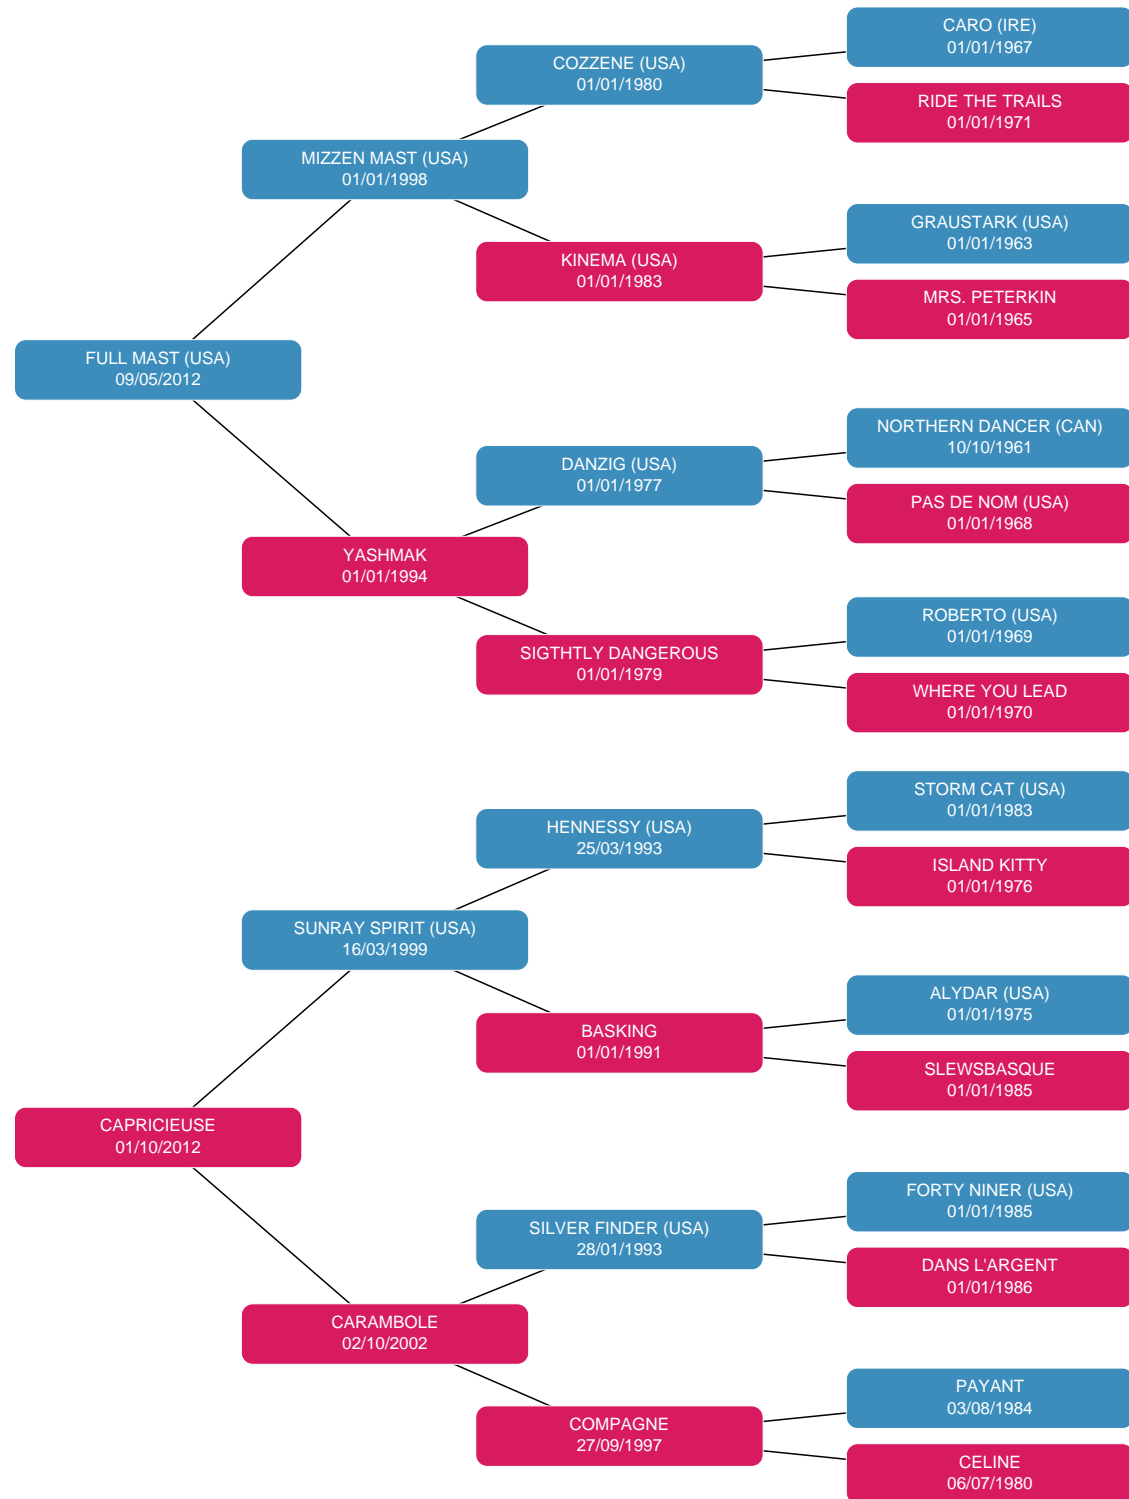 CARO (IRE)
01/01/1967
COZZENE (USA)
01/01/1980
RIDE THE TRAILS
01/01/1971
MIZZEN MAST (USA)
01/01/1998
GRAUSTARK (USA)
01/01/1963
KINEMA (USA)
01/01/1983
MRS. PETERKIN
01/01/1965
FULL MAST (USA)
09/05/2012
NORTHERN DANCER (CAN)
10/10/1961
DANZIG (USA)
01/01/1977
PAS DE NOM (USA)
01/01/1968
YASHMAK
01/01/1994
ROBERTO (USA)
01/01/1969
SIGTHTLY DANGEROUS
01/01/1979
WHERE YOU LEAD
01/01/1970
STORM CAT (USA)
01/01/1983
HENNESSY (USA)
25/03/1993
ISLAND KITTY
01/01/1976
SUNRAY SPIRIT (USA)
16/03/1999
ALYDAR (USA)
01/01/1975
BASKING
01/01/1991
SLEWSBASQUE
01/01/1985
CAPRICIEUSE
01/10/2012
FORTY NINER (USA)
01/01/1985
SILVER FINDER (USA)
28/01/1993
DANS L'ARGENT
01/01/1986
CARAMBOLE
02/10/2002
PAYANT
03/08/1984
COMPAGNE
27/09/1997
CELINE
06/07/1980